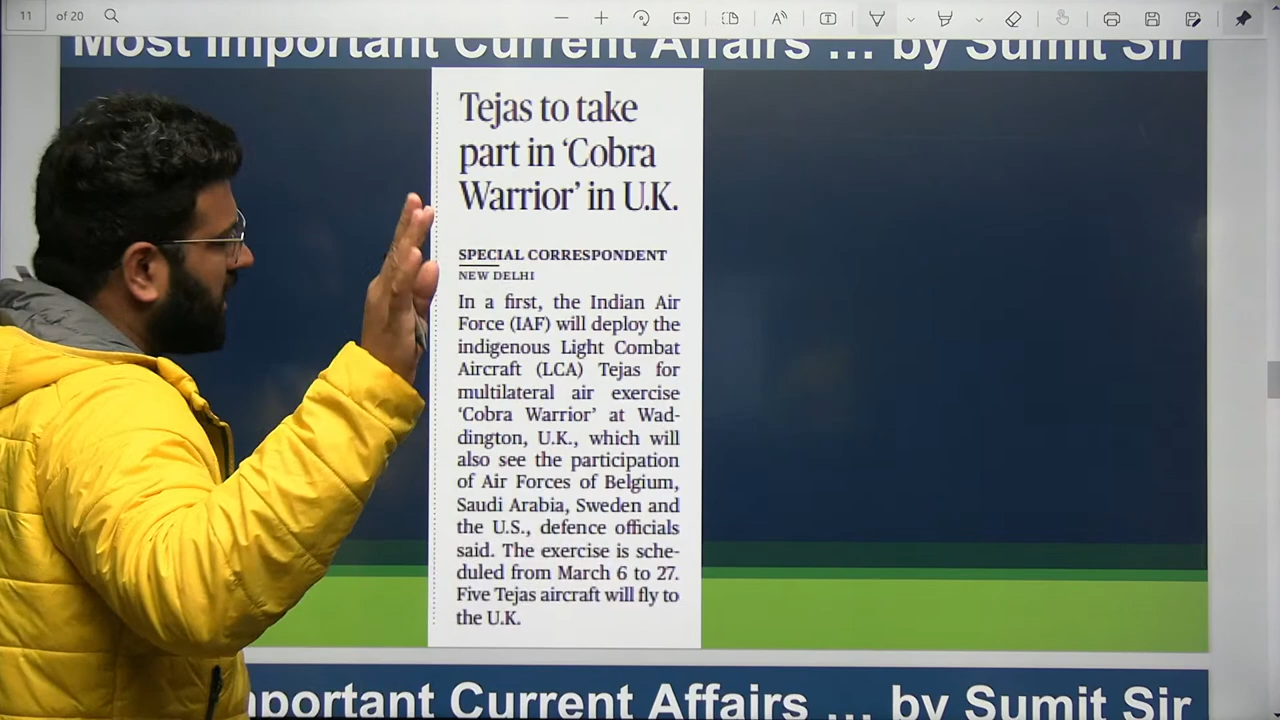 11 of 20
Most Important Current Affairs ... by Sumit Sir
Tejas to take
part in ‘Cobra
Warrior’ in U.K.
SPECIAL CORRESPONDENT
NEW DELHI
In a first, the Indian Air
Force (IAF) will deploy the
indigenous Light Combat
Aircraft (LCA) Tejas for
multilateral air exercise
‘Cobra Warrior’ at Wad-
dington, U.K., which will
also see the participation
of Air Forces of Belgium,
Saudi Arabia, Sweden and
the U.S., defence officials
said. The exercise is sche-
duled from March 6 to 27.
Five Tejas aircraft will fly to
the U.K.
mportant Current Affairs ... by Sumit Sir